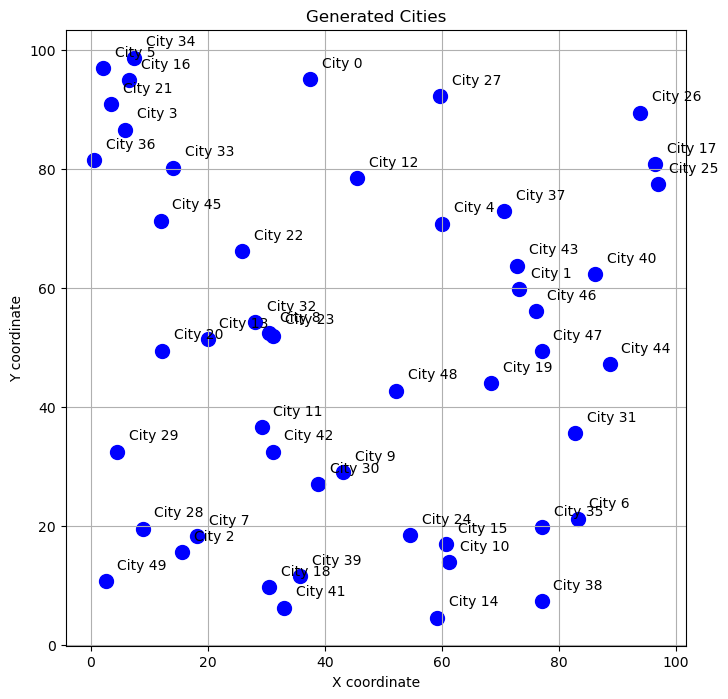 Generated Cities
City 34
City 5
City 16
City 0
City 27
City 21
City 26
City 3
City 36
City 33
City 12
City 17
City 25
City 45
City 4
City 37
City 22
City 43
City 40
City 1
City 32
City 46
City 8
City 23
City 13
City 20
City 47
City 44
City 48
City 19
City 11
City 31
City 29
City 42
City 9
City 30
City 28
City 7
City 2
City 24
City 15
City 6
City 35
City 10
City 49
City 39
City 18
City 41
City 14
City 38
100
80
60
40
20
0
Y coordinate
0
20
40
60
80
100
X coordinate